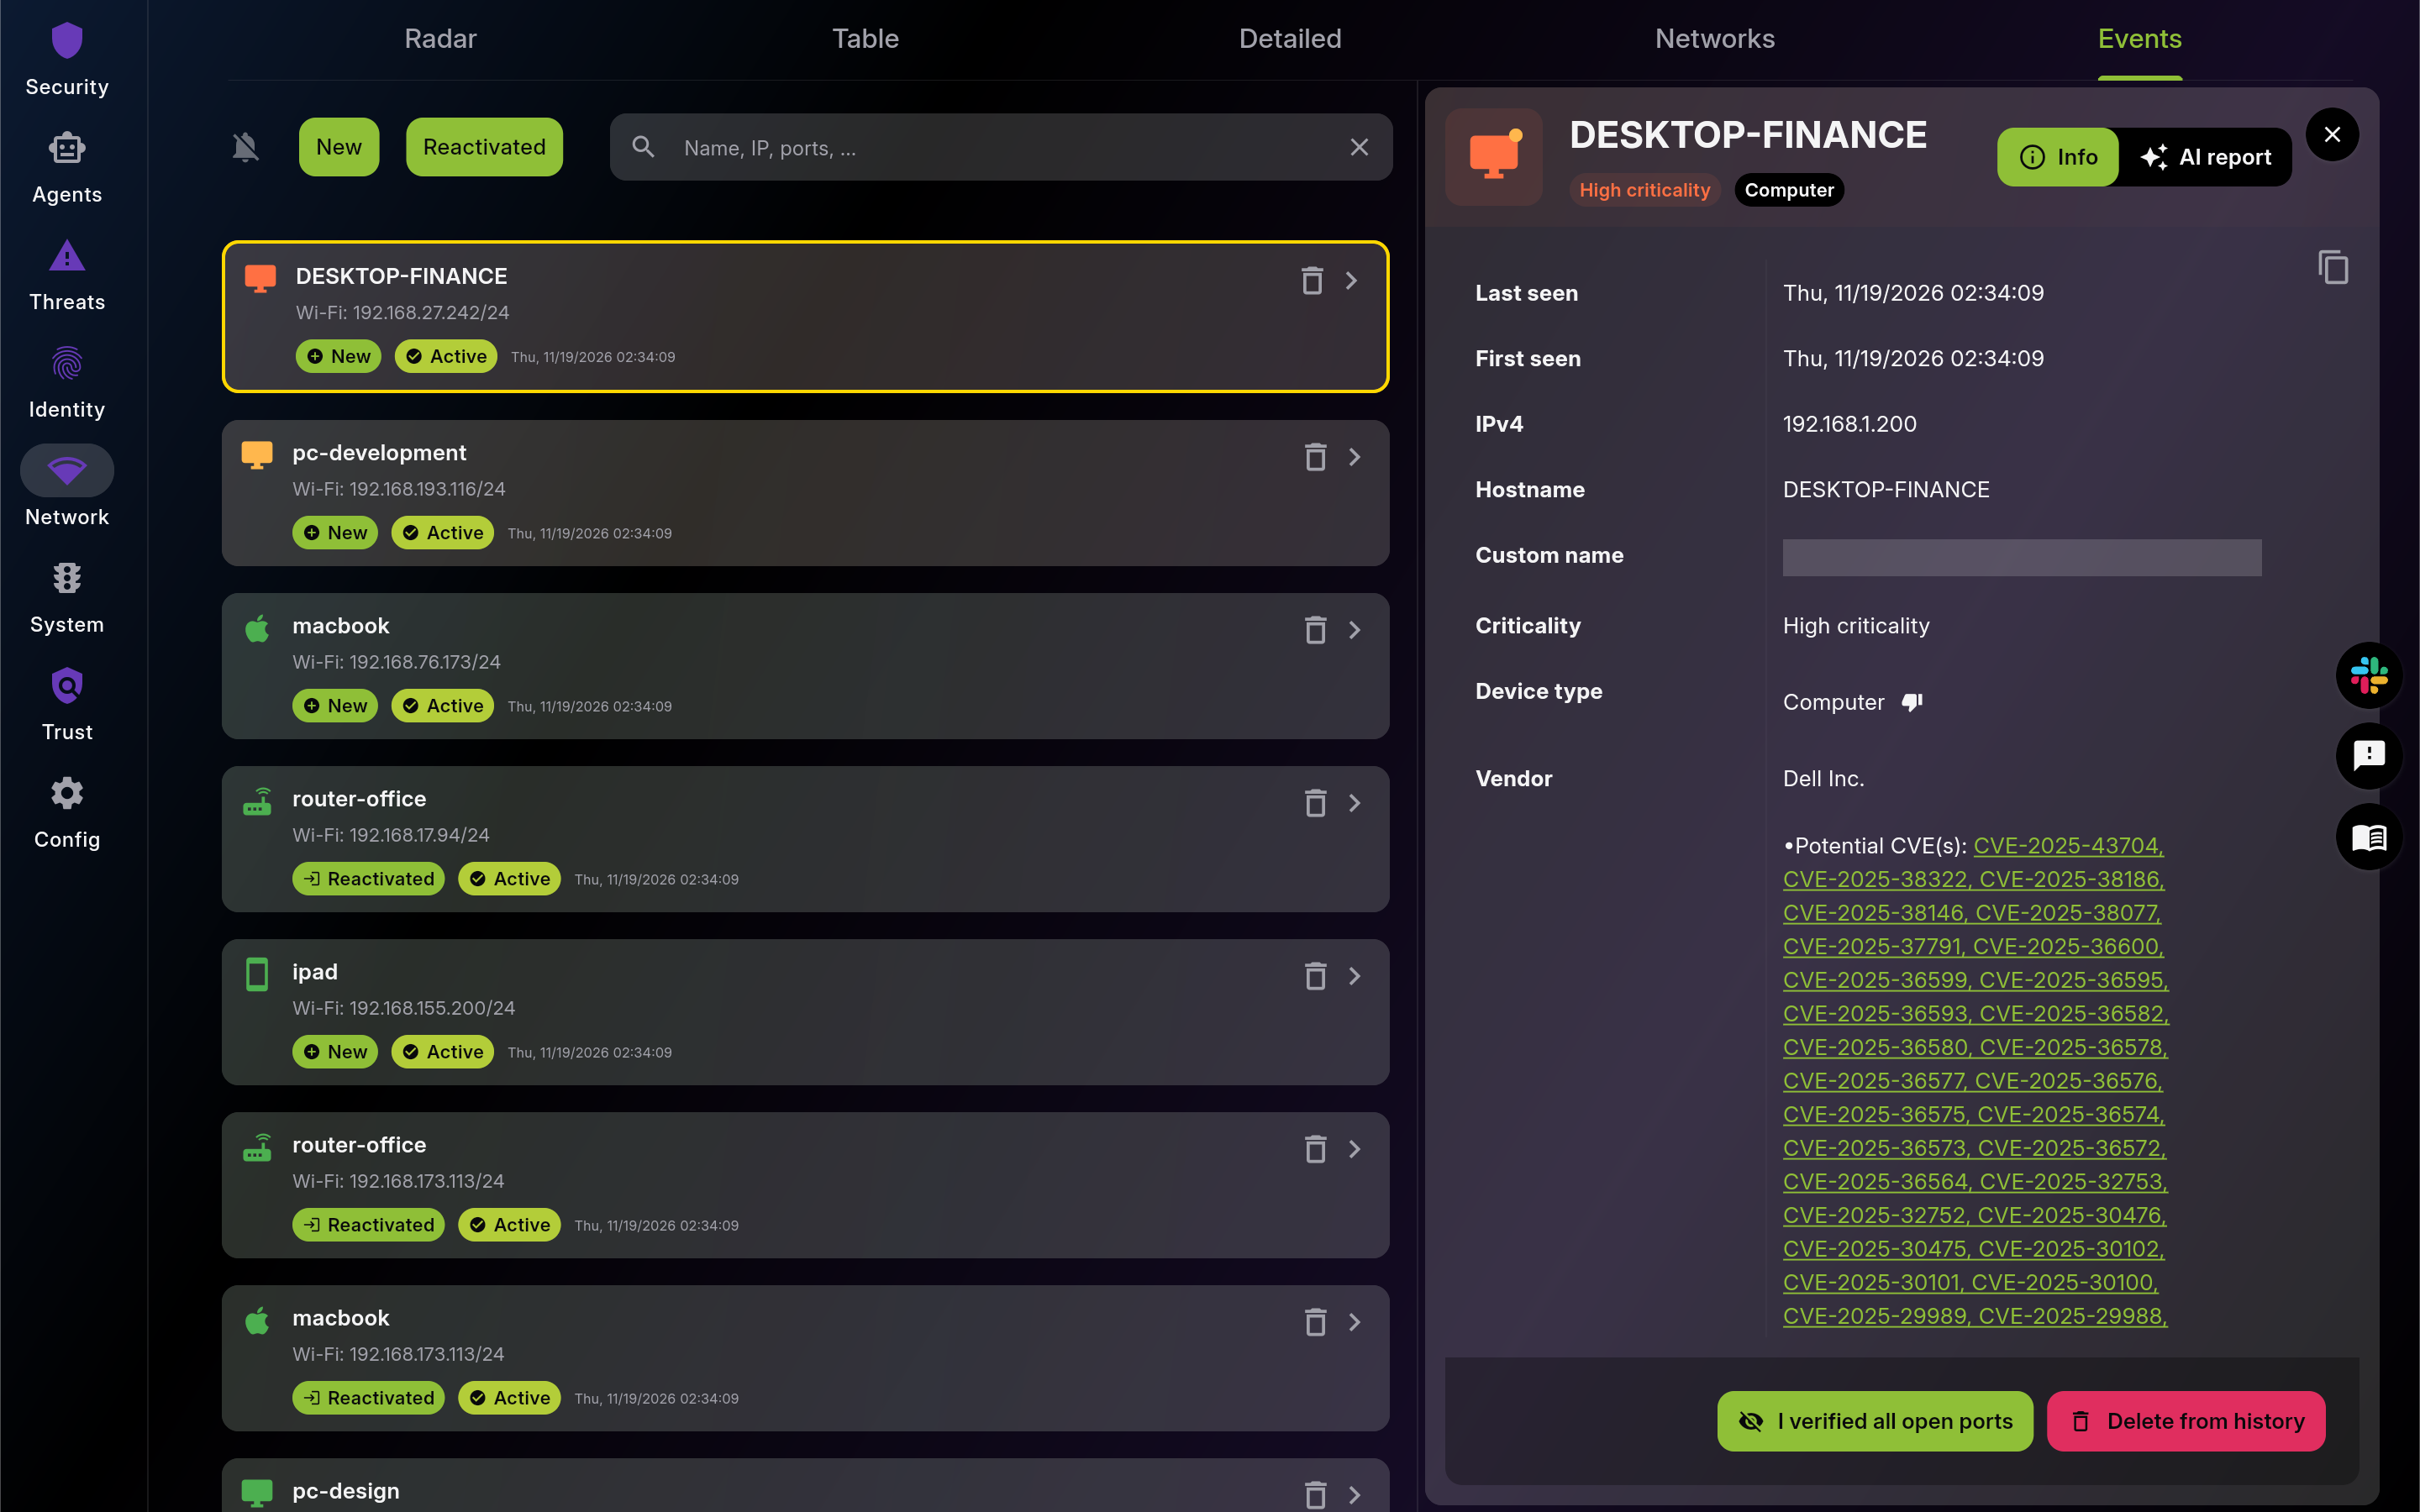 Security
Agents
Threats
Identity
Network
System
Trust
Config
Radar
Table
Detailed
Networks
Events
New
Reactivated
Name, IP, ports, ...
DESKTOP-FINANCE
Wi-Fi: 192.168.27.242/24
New
Active
Thu, 11/19/2026 02:34:09
pc-development
Wi-Fi: 192.168.193.116/24
New
Active
Thu, 11/19/2026 02:34:09
macbook
Wi-Fi: 192.168.76.173/24
New
Active
Thu, 11/19/2026 02:34:09
router-office
Wi-Fi: 192.168.17.94/24
Reactivated
Active
Thu, 11/19/2026 02:34:09
ipad
Wi-Fi: 192.168.155.200/24
New
Active
Thu, 11/19/2026 02:34:09
router-office
Wi-Fi: 192.168.173.113/24
Reactivated
Active
Thu, 11/19/2026 02:34:09
macbook
Wi-Fi: 192.168.173.113/24
Reactivated
Active
Thu, 11/19/2026 02:34:09
pc-design
DESKTOP-FINANCE
High criticality
Computer
Info
AI report
Last seen
Thu, 11/19/2026 02:34:09
First seen
Thu, 11/19/2026 02:34:09
IPv4
192.168.1.200
Hostname
DESKTOP-FINANCE
Custom name
Criticality
High criticality
Device type
Computer
Vendor
Dell Inc.
•Potential CVE(s): CVE-2025-43704,
CVE-2025-38322, CVE-2025-38186,
CVE-2025-38146, CVE-2025-38077,
CVE-2025-37791, CVE-2025-36600,
CVE-2025-36599, CVE-2025-36595,
CVE-2025-36593, CVE-2025-36582,
CVE-2025-36580, CVE-2025-36578,
CVE-2025-36577, CVE-2025-36576,
CVE-2025-36575, CVE-2025-36574,
CVE-2025-36573, CVE-2025-36572,
CVE-2025-36564, CVE-2025-32753,
CVE-2025-32752, CVE-2025-30476,
CVE-2025-30475, CVE-2025-30102,
CVE-2025-30101, CVE-2025-30100,
CVE-2025-29989, CVE-2025-29988,
I verified all open ports
Delete from history